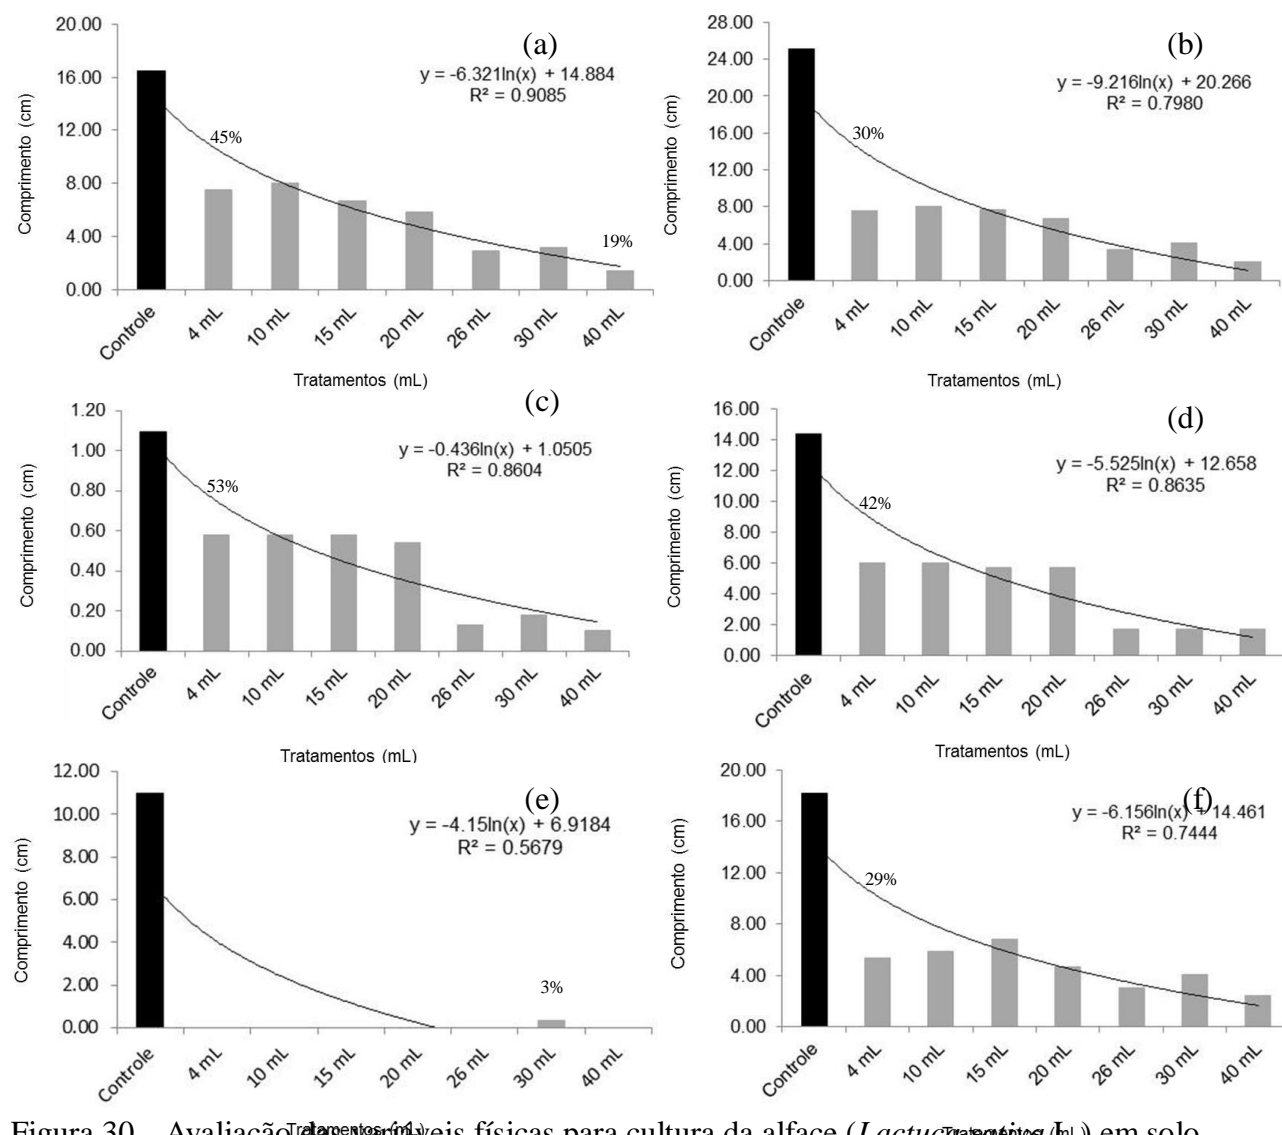 (a)
y = -6.321ln(x) + 14.884
R² = 0.9085
Comprimento (cm)
20.00
16.00
12.00
8.00
4.00
0.00
45%
19%
Controle
4 mL
10 mL
15 mL
20 mL
26 mL
30 mL
40 mL
Tratamentos (mL)
(b)
y = -9.216ln(x) + 20.266
R² = 0.7980
Comprimento (cm)
28.00
24.00
20.00
16.00
12.00
8.00
4.00
0.00
30%
Controle
4 mL
10 mL
15 mL
20 mL
26 mL
30 mL
40 mL
Tratamentos (mL)
(c)
y = -0.436ln(x) + 1.0505
R² = 0.8604
Comprimento (cm)
1.20
1.00
0.80
0.60
0.40
0.20
0.00
53%
Controle
4 mL
10 mL
15 mL
20 mL
26 mL
30 mL
40 mL
Tratamentos (mL)
(d)
y = -5.525ln(x) + 12.658
R² = 0.8635
Comprimento (cm)
16.00
14.00
12.00
10.00
8.00
6.00
4.00
2.00
0.00
42%
Controle
4 mL
10 mL
15 mL
20 mL
26 mL
30 mL
40 mL
Tratamentos (mL)
(e)
y = -4.15ln(x) + 6.9184
R² = 0.5679
Comprimento (cm)
12.00
10.00
8.00
6.00
4.00
2.00
0.00
3%
Controle
4 mL
10 mL
15 mL
20 mL
26 mL
30 mL
40 mL
(f)
y = -6.156ln(x) + 14.461
R² = 0.7444
Comprimento (cm)
20.00
16.00
12.00
8.00
4.00
0.00
29%
Controle
4 mL
10 mL
15 mL
20 mL
26 mL
30 mL
40 mL
Figura 30 Avaliação das variáveis físicas para cultura da alface (Lactuca sativa L.) em solo